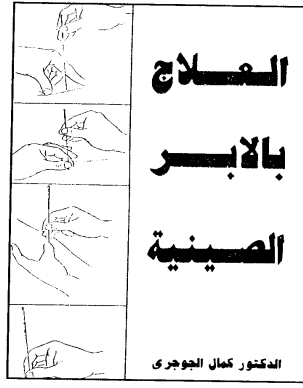 العلاج
بالابر
الصينية
الدكتور كمال الجوجرى